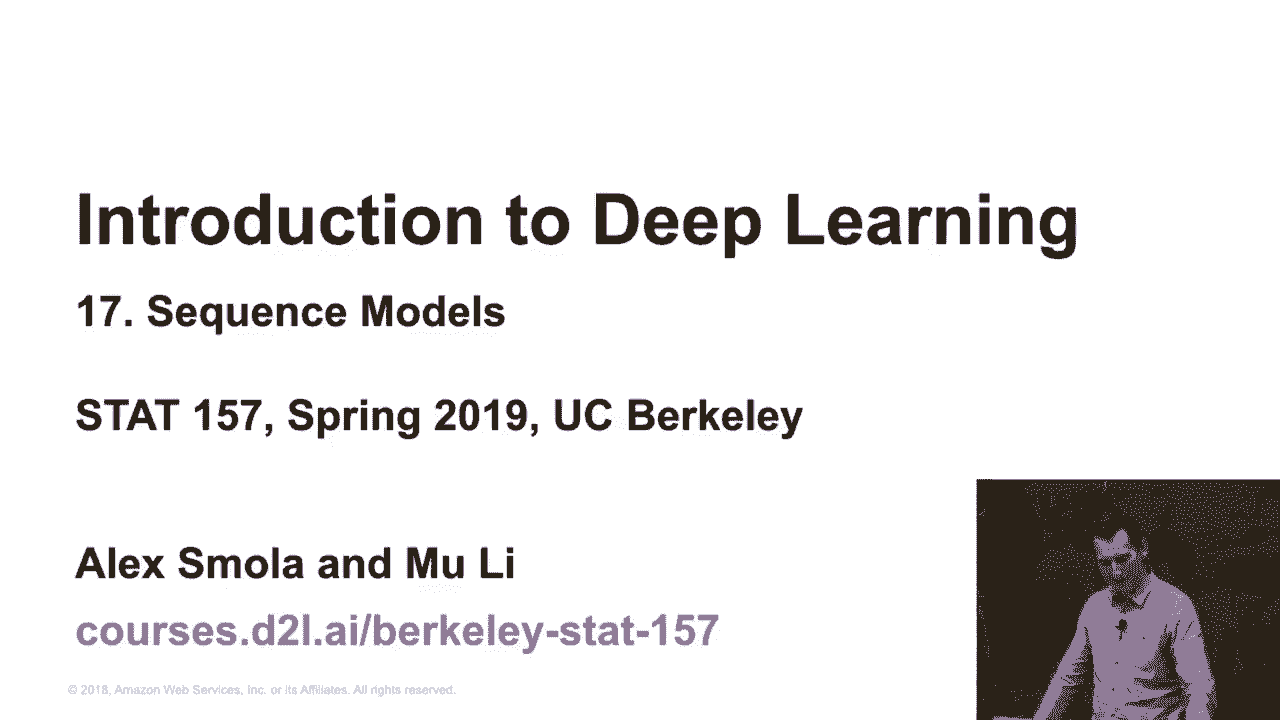 Introduction to Deep Learning
17. Sequence Models
STAT 157, Spring 2019, UC Berkeley
Alex Smola and Mu Li
courses.d2l.ai/berkeley-stat-157
© 2018, Amazon Web Services, Inc. or its Affiliates. All rights reserved.